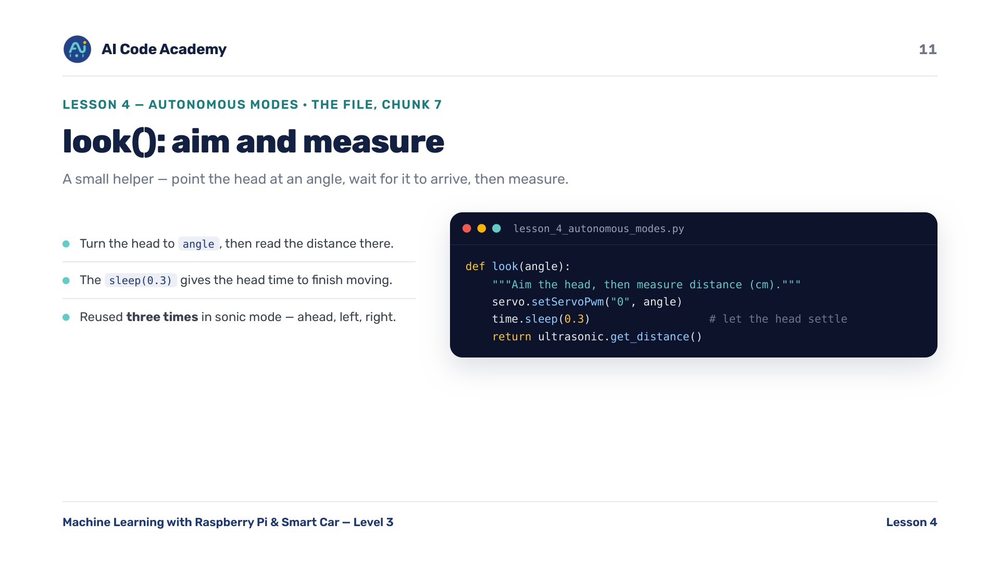 AI Code Academy
11
LESSON 4 — AUTONOMOUS MODES • THE FILE, CHUNK 7
look(): aim and measure
A small helper — point the head at an angle, wait for it to arrive, then measure.
Turn the head to angle, then read the distance there.
The sleep(0.3) gives the head time to finish moving.
Reused three times in sonic mode — ahead, left, right.
lesson_4_autonomous_modes.py
def look(angle):
    """Aim the head, then measure distance (cm)."""
    servo.setServoPwm("0", angle)
    time.sleep(0.3)                  # let the head settle
    return ultrasonic.get_distance()
Machine Learning with Raspberry Pi & Smart Car — Level 3
Lesson 4